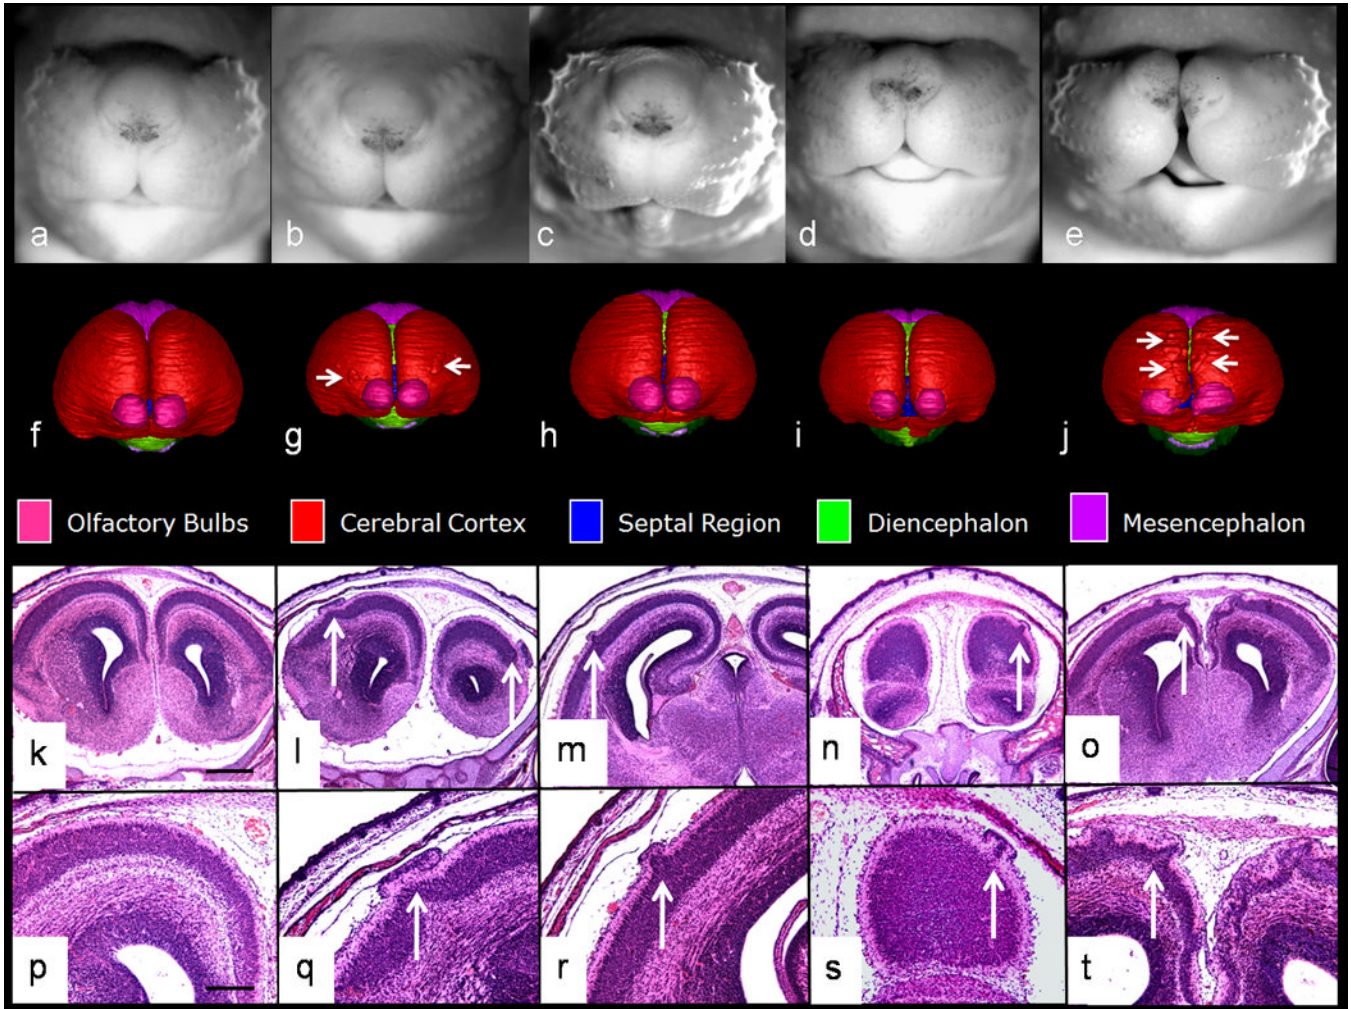 a b c d e
f g h i j
Olfactory Bulbs Cerebral Cortex Septal Region Diencephalon Mesencephalon
k l m n o
p q r s t